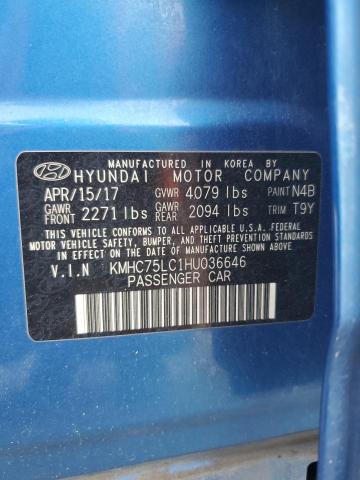 MANUFACTURED IN KOREA BY
HYUNDAI MOTOR COMPANY
APR/15/17 GVWR 4079 lbs PAINT N4B
GAWR FRONT 2271 lbs GAWR REAR 2094 lbs TRIM T9Y
THIS VEHICLE CONFORMS TO ALL APPLICABLE U.S.A. FEDERAL
MOTOR VEHICLE SAFETY, BUMPER, AND THEFT PREVENTION
STANDARDS IN EFFECT ON THE DATE OF MANUFACTURE SHOWN ABOVE.
V.I.N KMHC75LC1HU036646
PASSENGER CAR